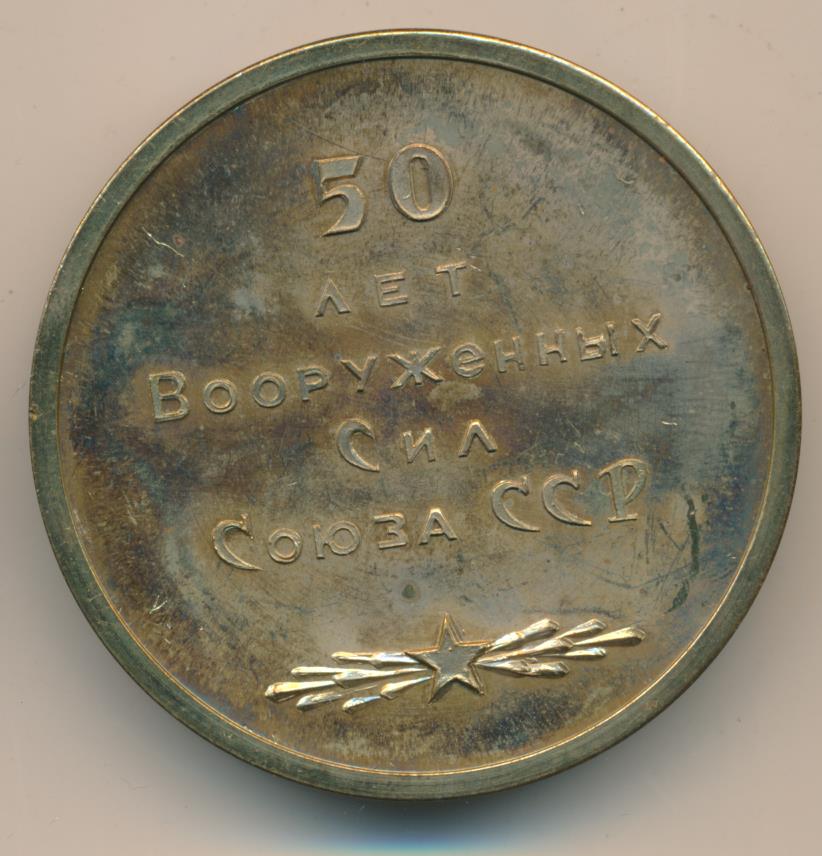 50
ЛЕТ
Вооруженных
Сил
Союза ССР